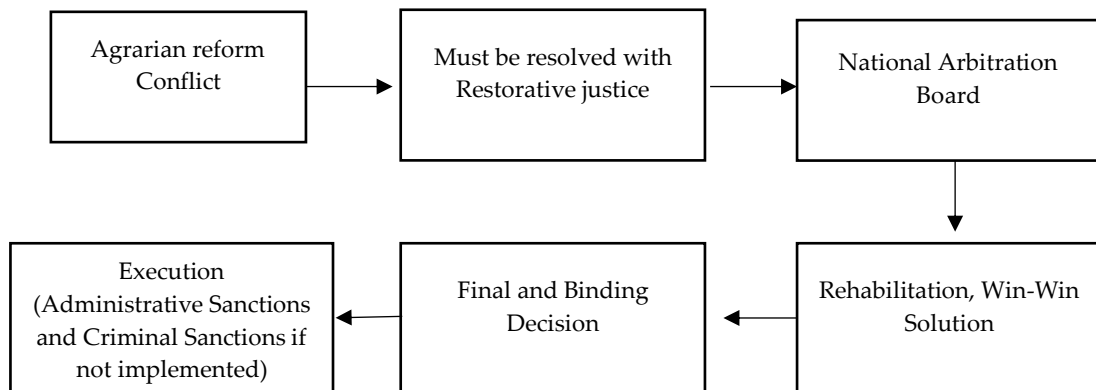 Agrarian reform
Conflict
Must be resolved with
Restorative justice
National Arbitration
Board
Rehabilitation, Win-Win
Solution
Final and Binding
Decision
Execution
(Administrative Sanctions
and Criminal Sanctions if
not implemented)